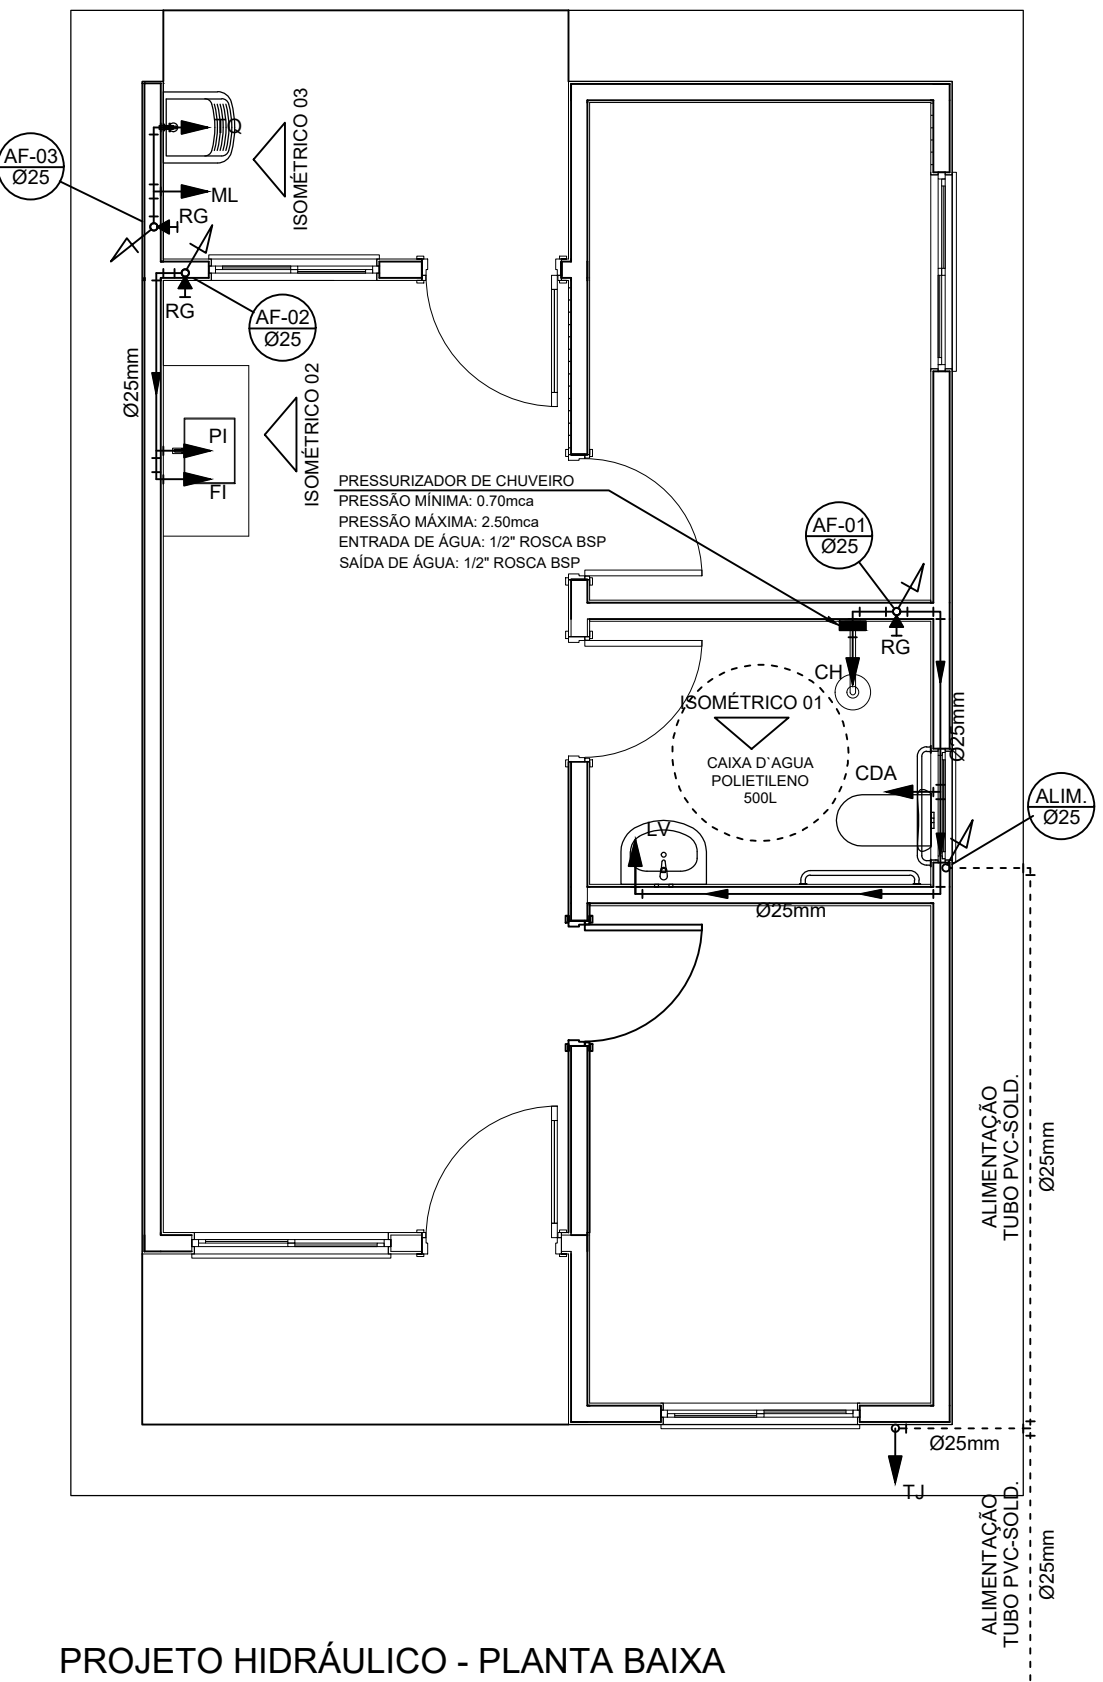 ISOMÉTRICO 03
TQ
AF-03
Ø25
ML
RG
RG
AF-02
Ø25
Ø25mm
ISOMÉTRICO 02
PI
FI
PRESSURIZADOR DE CHUVEIRO
PRESSÃO MÍNIMA: 0.70mca
PRESSÃO MÁXIMA: 2.50mca
ENTRADA DE ÁGUA: 1/2" ROSCA BSP
SAÍDA DE ÁGUA: 1/2" ROSCA BSP
AF-01
Ø25
RG
CH
ISOMÉTRICO 01
Ø25mm
CAIXA D`AGUA
POLIETILENO
500L
CDA
ALIM.
Ø25
LV
Ø25mm
ALIMENTAÇÃO
TUBO PVC-SOLD.
Ø25mm
Ø25mm
TJ
ALIMENTAÇÃO
TUBO PVC-SOLD.
Ø25mm
PROJETO HIDRÁULICO - PLANTA BAIXA